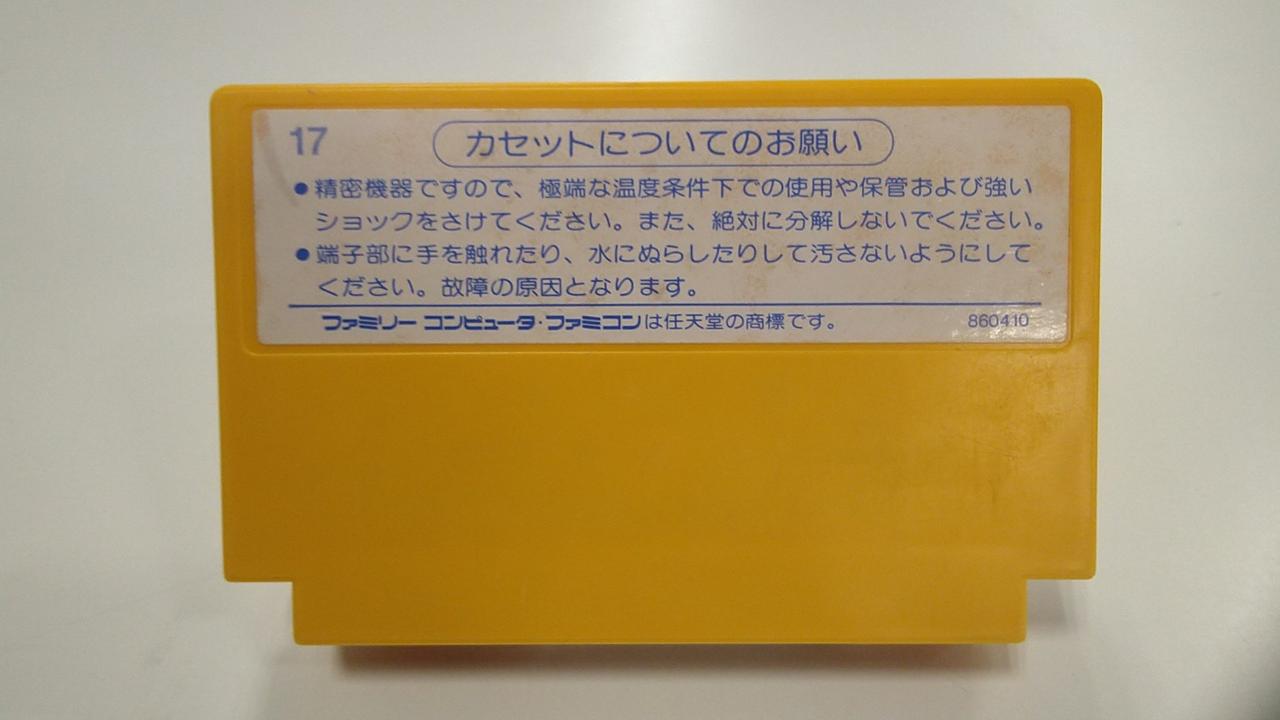 17
カセットについてのお願い
●精密機器ですので、極端な温度条件下での使用や保管および強い
ショックをさけてください。また、絶対に分解しないでください。
●端子部に手を触れたり、水にぬらしたりして汚さないようにして
ください。故障の原因となります。
ファミリー コンピュータ・ファミコンは任天堂の商標です。 860410